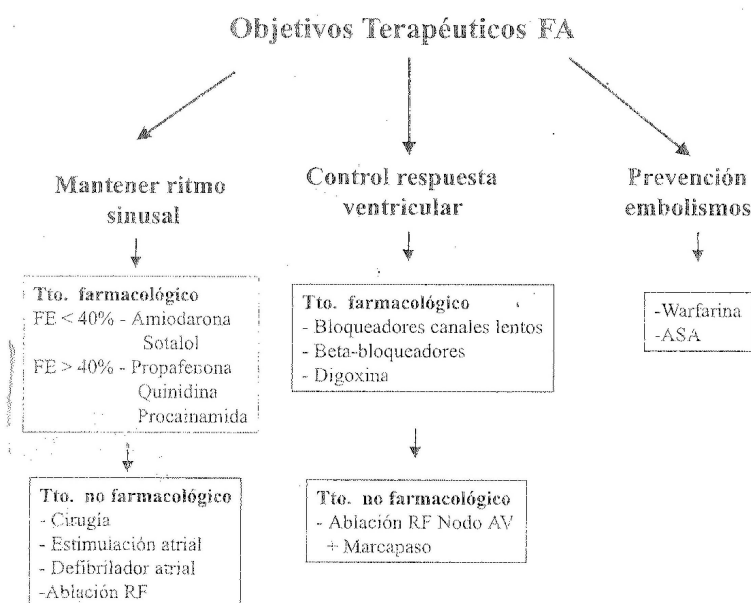 Objetivos Terapéuticos FA
Mantener ritmo
sinusal
Tto. farmacológico
FE < 40% - Amiodarona
Sotalol
FE > 40% - Propafenona
Quinidina
Procainamida
Tto. no farmacológico
- Cirugía
- Estimulación atrial
- Defibrilador atrial
-Ablación RF
Control respuesta
ventricular
Tto. farmacológico
- Bloqueadores canales lentos
- Beta-bloqueadores
- Digoxina
Tto. no farmacológico
- Ablación RF Nodo AV
+ Marcapaso
Prevención
embolismos
-Warfarina
-ASA